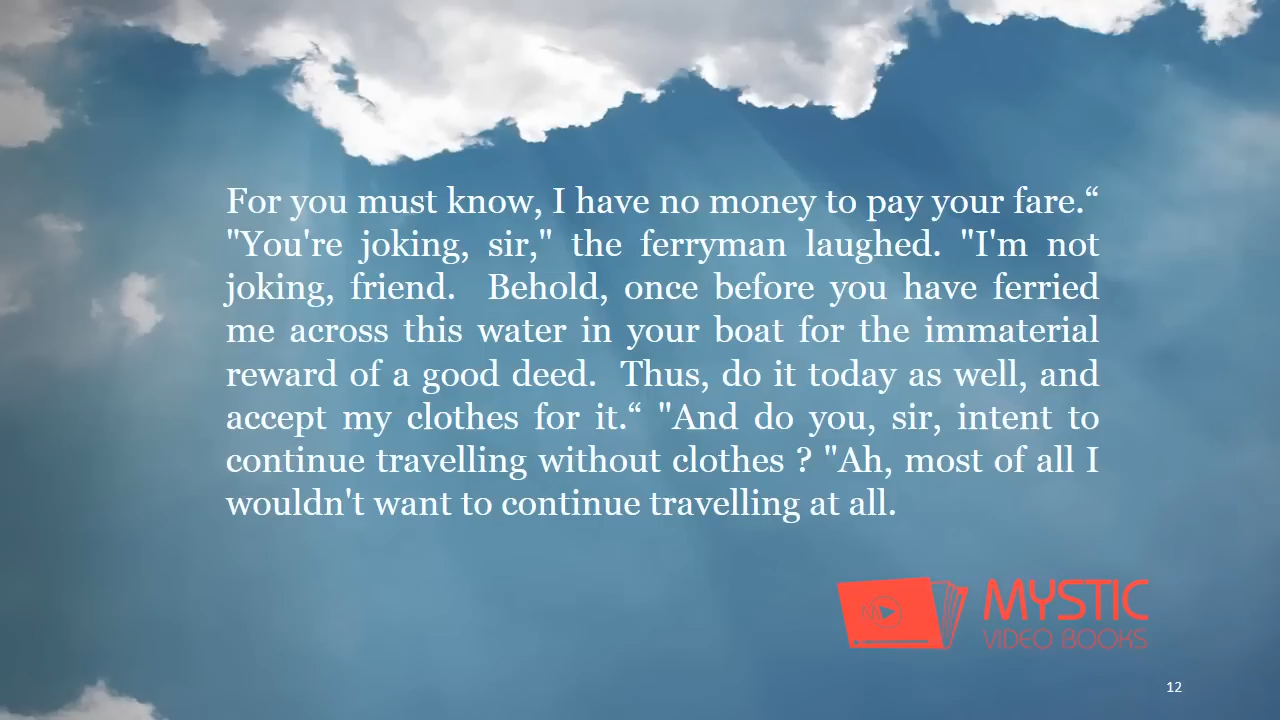 For you must know, I have no money to pay your fare.“
"You're joking, sir," the ferryman laughed. "I'm not
joking, friend.  Behold, once before you have ferried
me across this water in your boat for the immaterial
reward of a good deed.  Thus, do it today as well, and
accept my clothes for it.“ "And do you, sir, intent to
continue travelling without clothes ? "Ah, most of all I
wouldn't want to continue travelling at all.
MYSTIC
VIDEO BOOKS
12